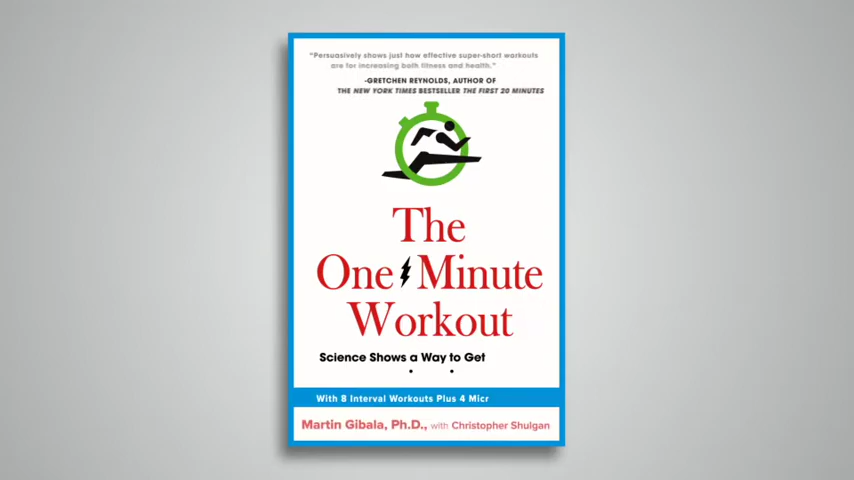 "Persuasively shows just how effective super-short workouts
are for increasing both fitness and health."
-GRETCHEN REYNOLDS, AUTHOR OF
THE NEW YORK TIMES BESTSELLER THE FIRST 20 MINUTES
The
One Minute
Workout
Science Shows a Way to Get
With 8 Interval Workouts Plus 4 Micr
Martin Gibala, Ph.D., with Christopher Shulgan